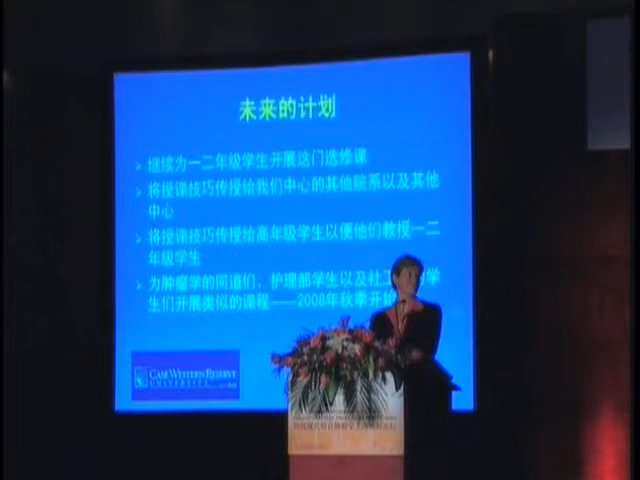 未来的计划
继续为一二年级学生开展这门选修课
将授课技巧传授给我们中心的其他院系以及其他
中心
将授课技巧传授给高年级学生以便他们教授一二
年级学生
为肿瘤学的同道们、护理部学生以及社工 学
生们开展类似的课程——2008年秋季开始
CASE WESTERN RESERVE
UNIVERSITY